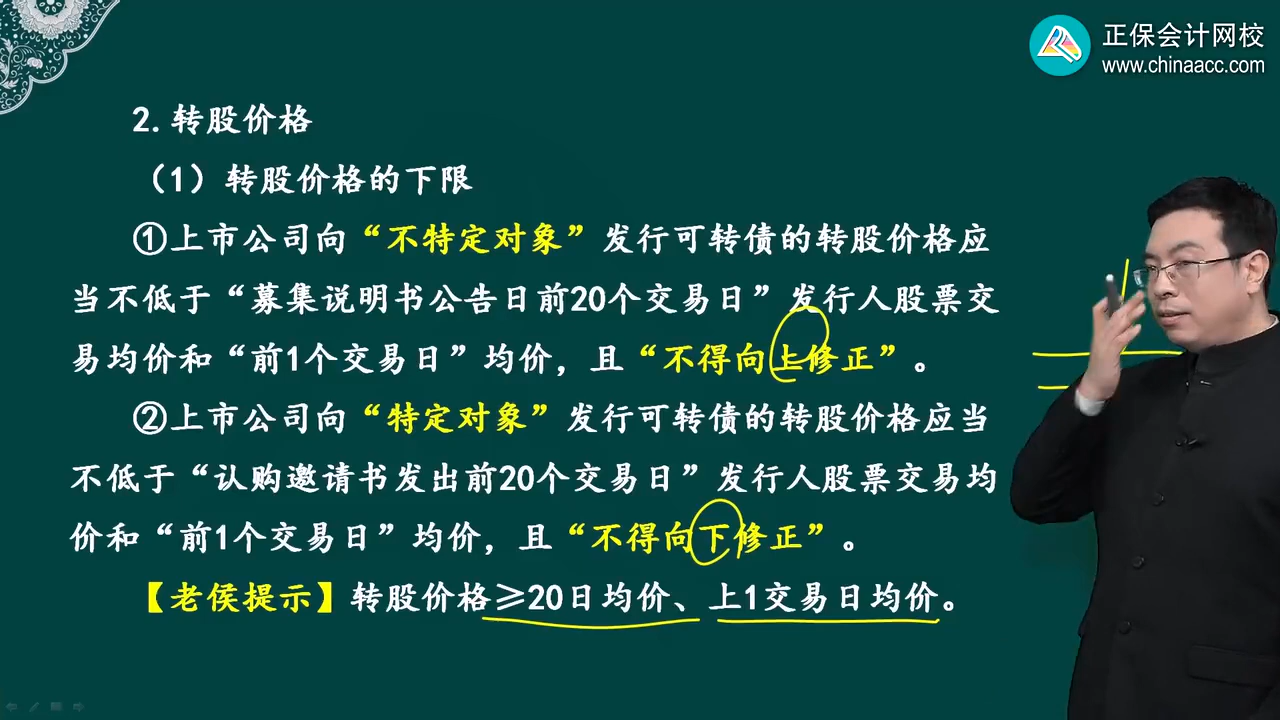 正保会计网校
www.chinaacc.com
2.转股价格
（1）转股价格的下限
①上市公司向“不特定对象”发行可转债的转股价格应
当不低于“募集说明书公告日前20个交易日”发行人股票交
易均价和“前1个交易日”均价，且“不得向上修正”。
②上市公司向“特定对象”发行可转债的转股价格应当
不低于“认购邀请书发出前20个交易日”发行人股票交易均
价和“前1个交易日”均价，且“不得向下修正”。
【老侯提示】转股价格≥20日均价、上1交易日均价。